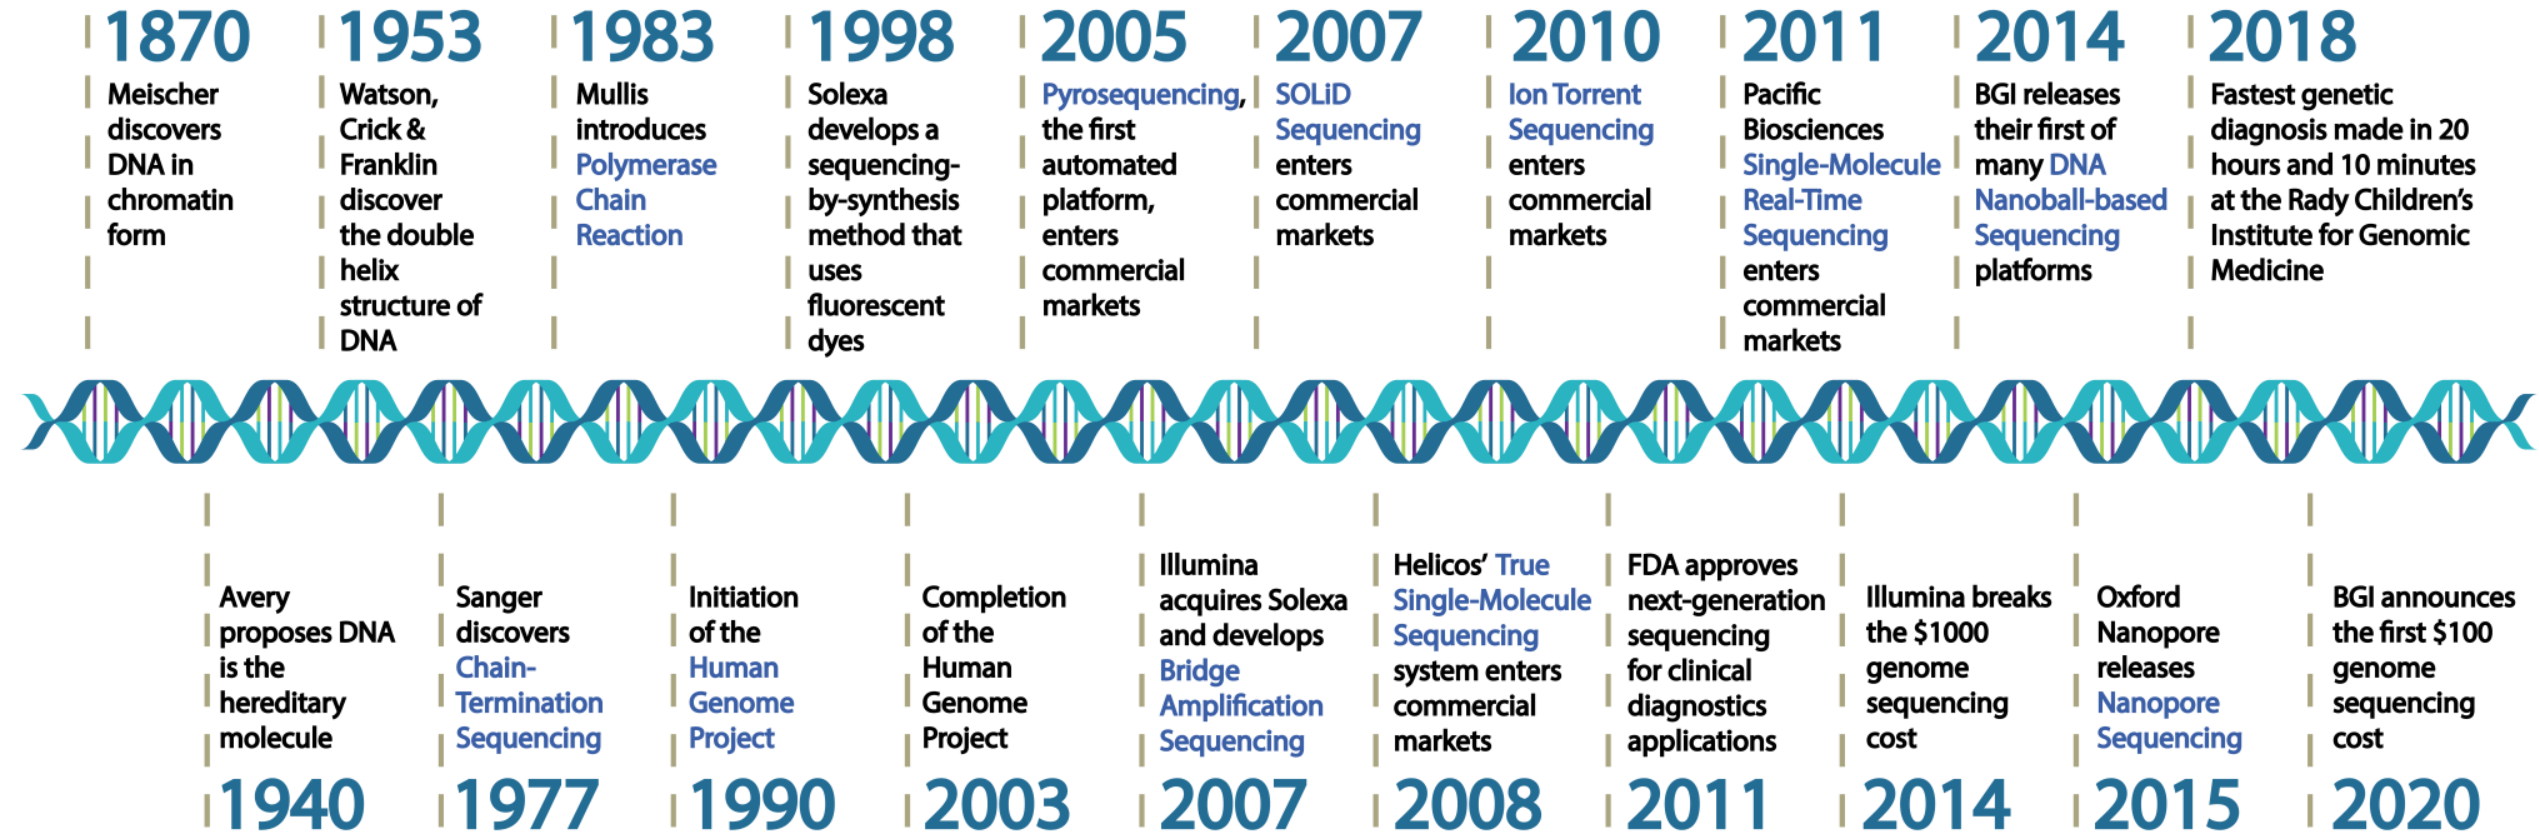 1870
Meischer
discovers
DNA in
chromatin
form
1953
Watson,
Crick &
Franklin
discover
the double
helix
structure of
DNA
1983
Mullis
introduces
Polymerase
Chain
Reaction
1998
Solexa
develops a
sequencing-
by-synthesis
method that
uses
fluorescent
dyes
2005
Pyrosequencing,
the first
automated
platform,
enters
commercial
markets
2007
SOLiD
Sequencing
enters
commercial
markets
2010
Ion Torrent
Sequencing
enters
commercial
markets
2011
Pacific
Biosciences
Single-Molecule
Real-Time
Sequencing
enters
commercial
markets
2014
BGI releases
their first of
many DNA
Nanoball-based
Sequencing
platforms
2018
Fastest genetic
diagnosis made in 20
hours and 10 minutes
at the Rady Children's
Institute for Genomic
Medicine
Avery
proposes DNA
is the
hereditary
molecule
1940
Sanger
discovers
Chain-
Termination
Sequencing
1977
Initiation
of the
Human
Genome
Project
1990
Completion
of the
Human
Genome
Project
2003
Illumina
acquires Solexa
and develops
Bridge
Amplification
Sequencing
2007
Helicos' True
Single-Molecule
Sequencing
system enters
commercial
markets
2008
FDA approves
next-generation
sequencing
for clinical
diagnostics
applications
2011
Illumina breaks
the $1000
genome
sequencing
cost
2014
Oxford
Nanopore
releases
Nanopore
Sequencing
2015
BGI announces
the first $100
genome
sequencing
cost
2020